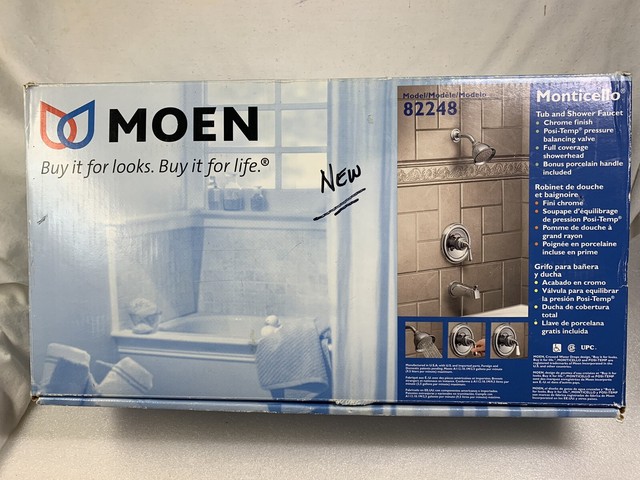 MOEN
Buy it for looks. Buy it for life.®
NEW
Model/Modèle/Modelo
82248
Monticello
Tub and Shower Faucet
• Chrome finish
• Posi-Temp® pressure
balancing valve
• Full coverage
showerhead
• Bonus porcelain handle
included
Robinet de douche
et baignoire
• Fini chrome
• Soupape d'équilibrage
de pression Posi-Temp®
• Pomme de douche à
grand rayon
• Poignée en porcelaine
incluse en prime
Grifo para bañera
y ducha
• Acabado en cromo
• Válvula para equilibrar
la presión Posi-Temp®
• Ducha de cobertura
total
• Llave de porcelana
gratis incluida
UPC.